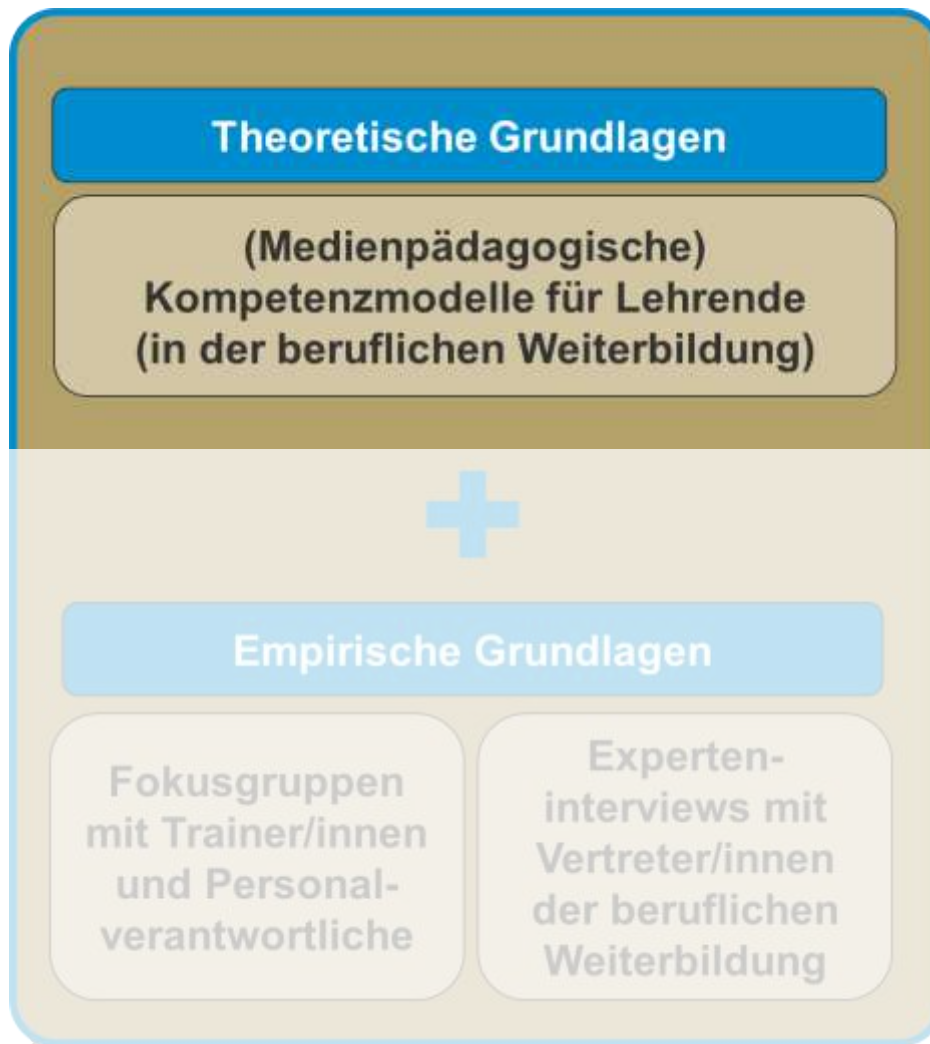 Theoretische Grundlagen
(Medienpädagogische)
Kompetenzmodelle für Lehrende
(in der beruflichen Weiterbildung)
+
Empirische Grundlagen
Fokusgruppen
mit Trainer/innen
und Personal-
verantwortliche
Experten-
interviews mit
Vertreter/innen
der beruflichen
Weiterbildung